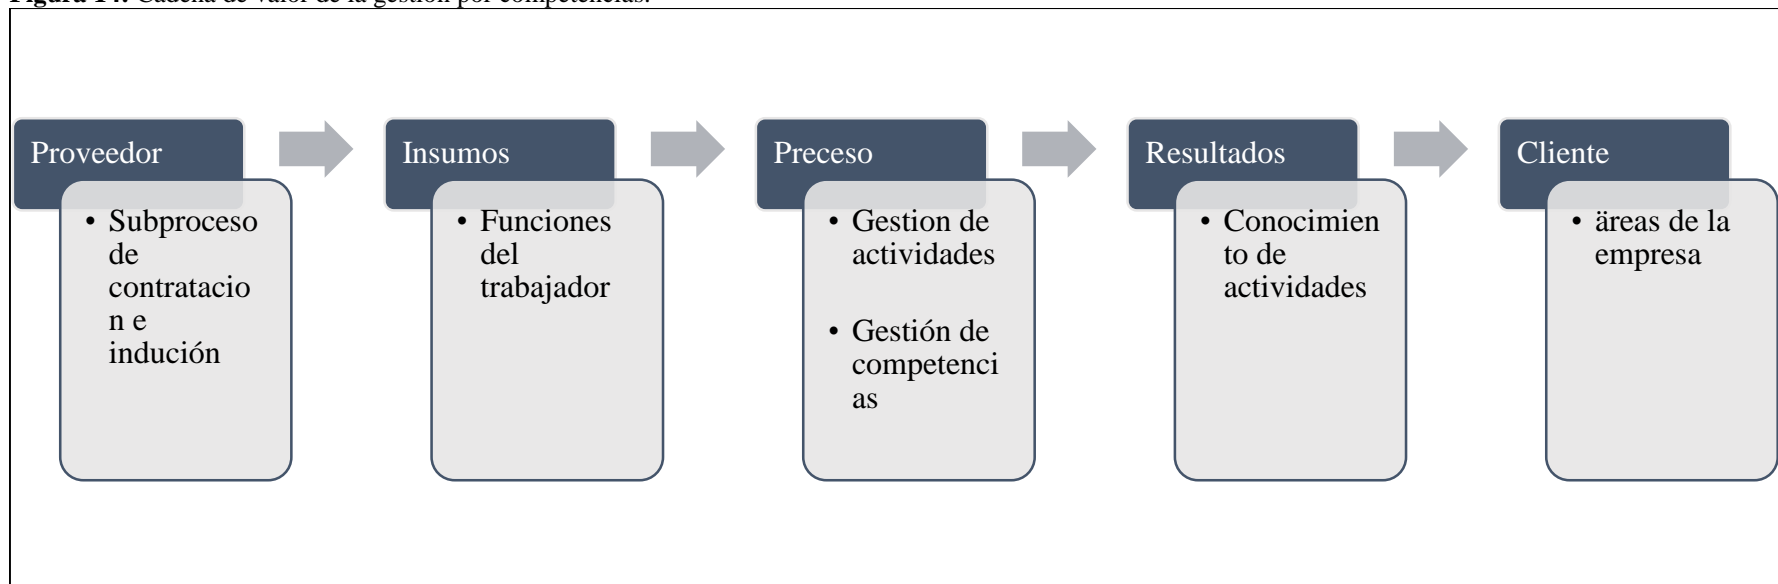 Figura 14. Cadena de valor de la gestión por competencias.
Proveedor
• Subproceso
de
contratacio
n e
indución
Insumos
• Funciones
del
trabajador
Preceso
• Gestion de
actividades
• Gestión de
competenci
as
Resultados
• Conocimien
to de
actividades
Cliente
• äreas de la
empresa